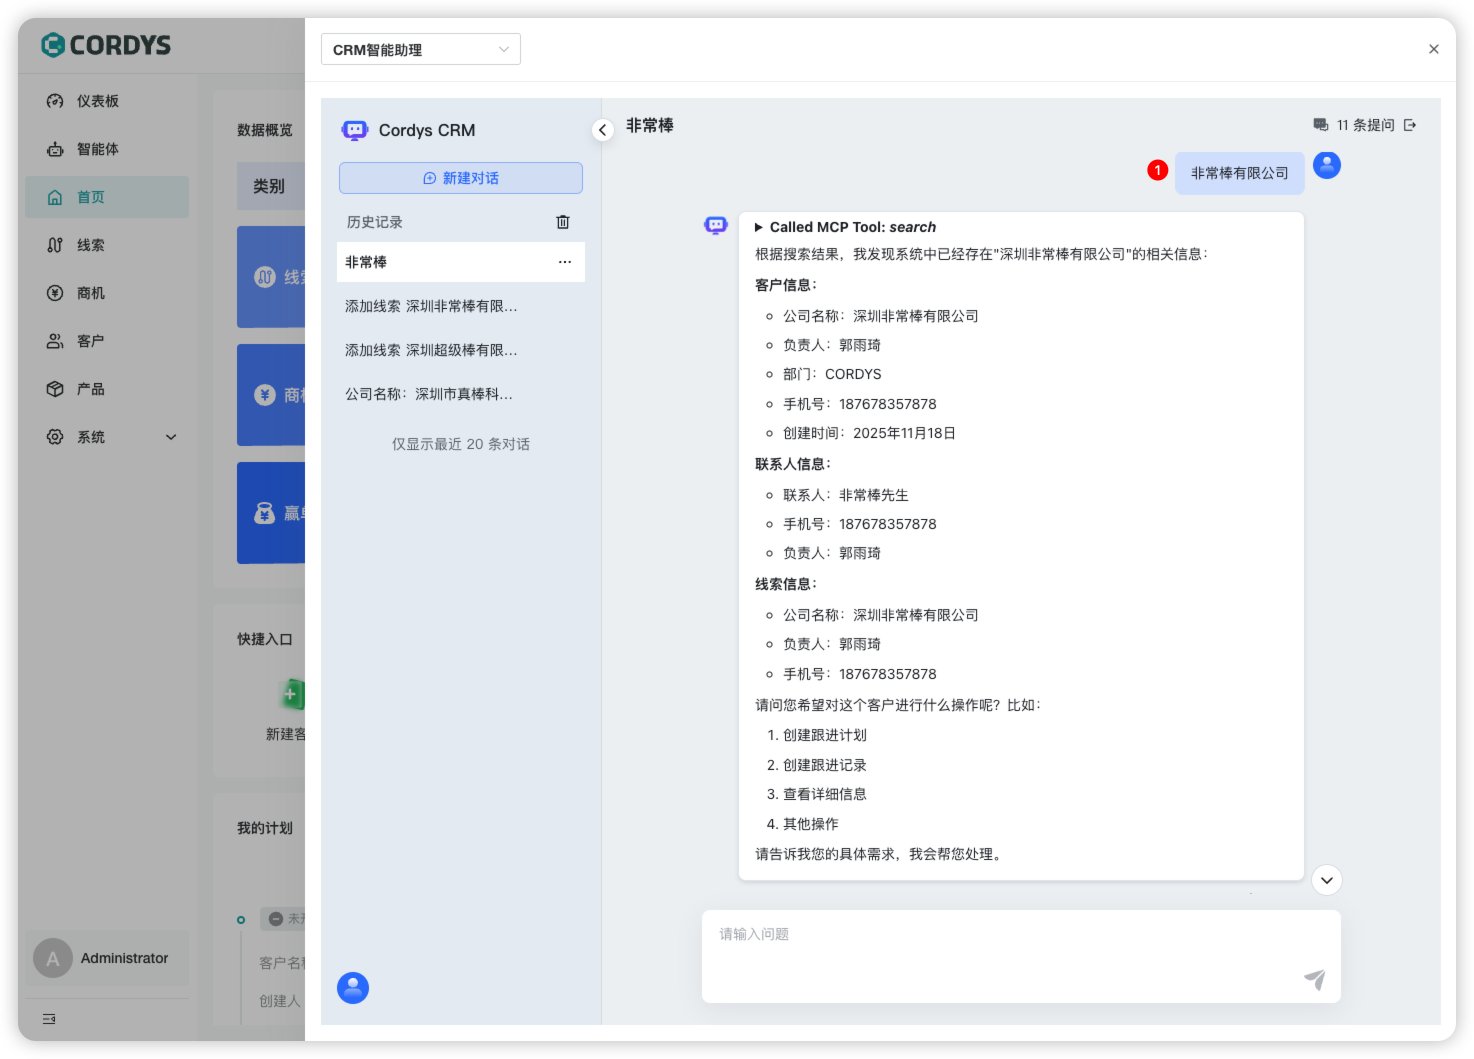 CORDYS
仪表板
智能体
首页
线索
商机
客户
产品
系统
Administrator
A
数据概览
类别
线
商
赢
快捷入口
新建客
我的计划
未
客户名
创建人
CRM智能助理
Cordys CRM
新建对话
历史记录
非常棒
添加线索 深圳非常棒有限...
添加线索 深圳超级棒有限...
公司名称：深圳市真棒科...
仅显示最近 20 条对话
非常棒
11 条提问
1
非常棒有限公司
Called MCP Tool: search
根据搜索结果，我发现系统中已经存在"深圳非常棒有限公司"的相关信息：
客户信息：
公司名称：深圳非常棒有限公司
负责人：郭雨琦
部门：CORDYS
手机号：187678357878
创建时间：2025年11月18日
联系人信息：
联系人：非常棒先生
手机号：187678357878
负责人：郭雨琦
线索信息：
公司名称：深圳非常棒有限公司
负责人：郭雨琦
手机号：187678357878
请问您希望对这个客户进行什么操作呢？比如：
1. 创建跟进计划
2. 创建跟进记录
3. 查看详细信息
4. 其他操作
请告诉我您的具体需求，我会帮您处理。
请输入问题